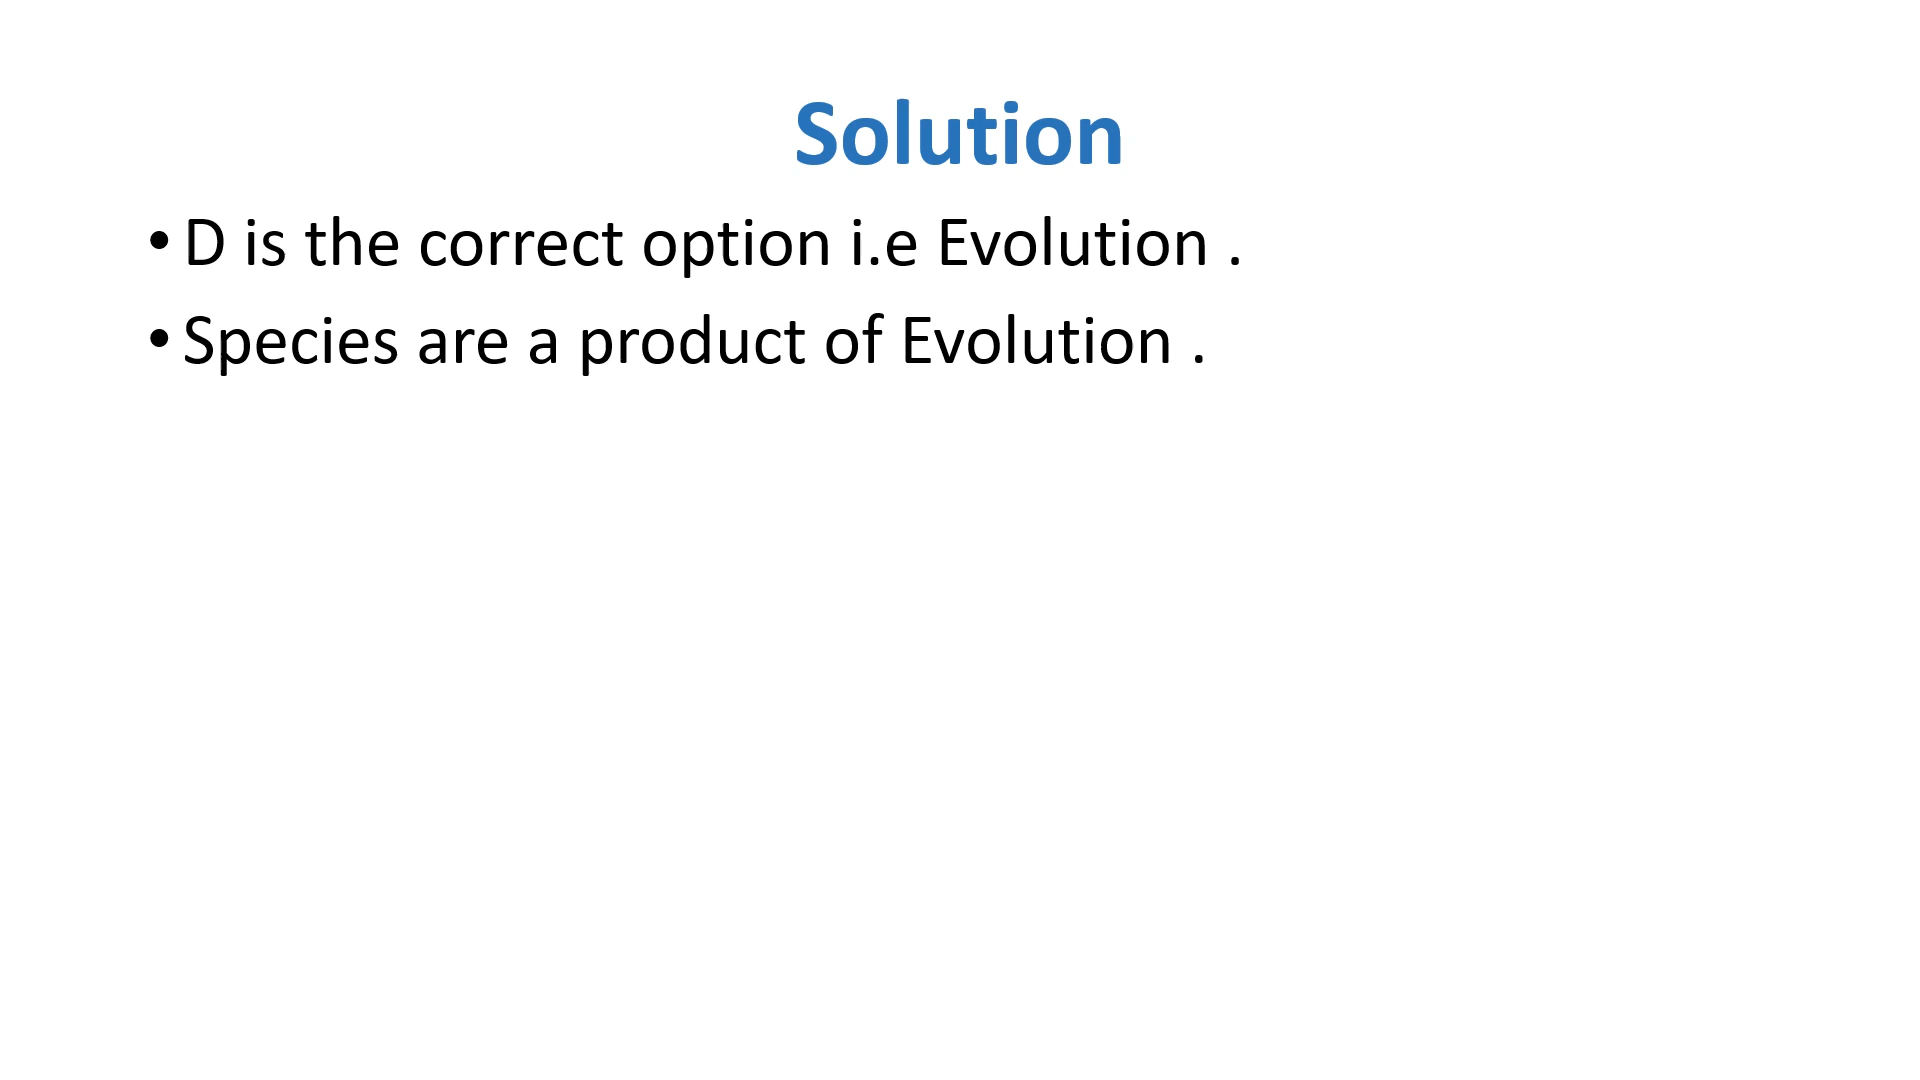 Solution
• D is the correct option i.e Evolution .
• Species are a product of Evolution .